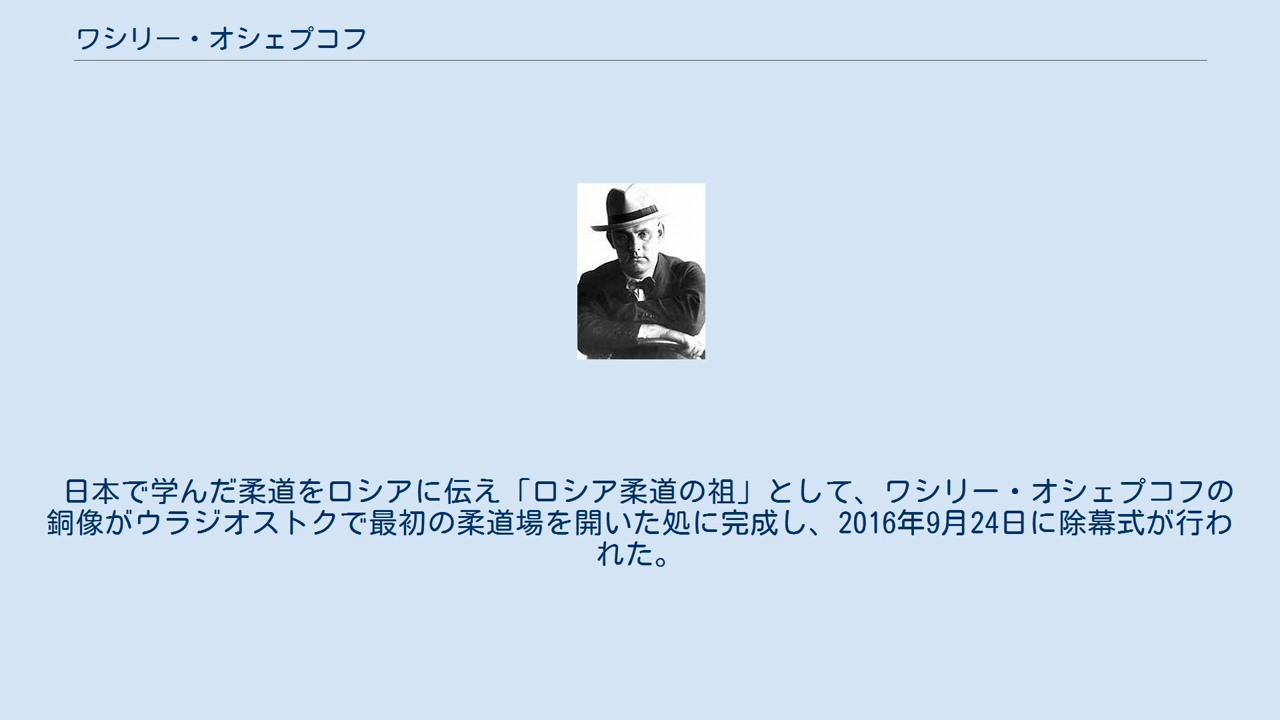 ワシリー・オシェプコフ
日本で学んだ柔道をロシアに伝え「ロシア柔道の祖」として、ワシリー・オシェプコフの
銅像がウラジオストクで最初の柔道場を開いた処に完成し、2016年9月24日に除幕式が行わ
れた。